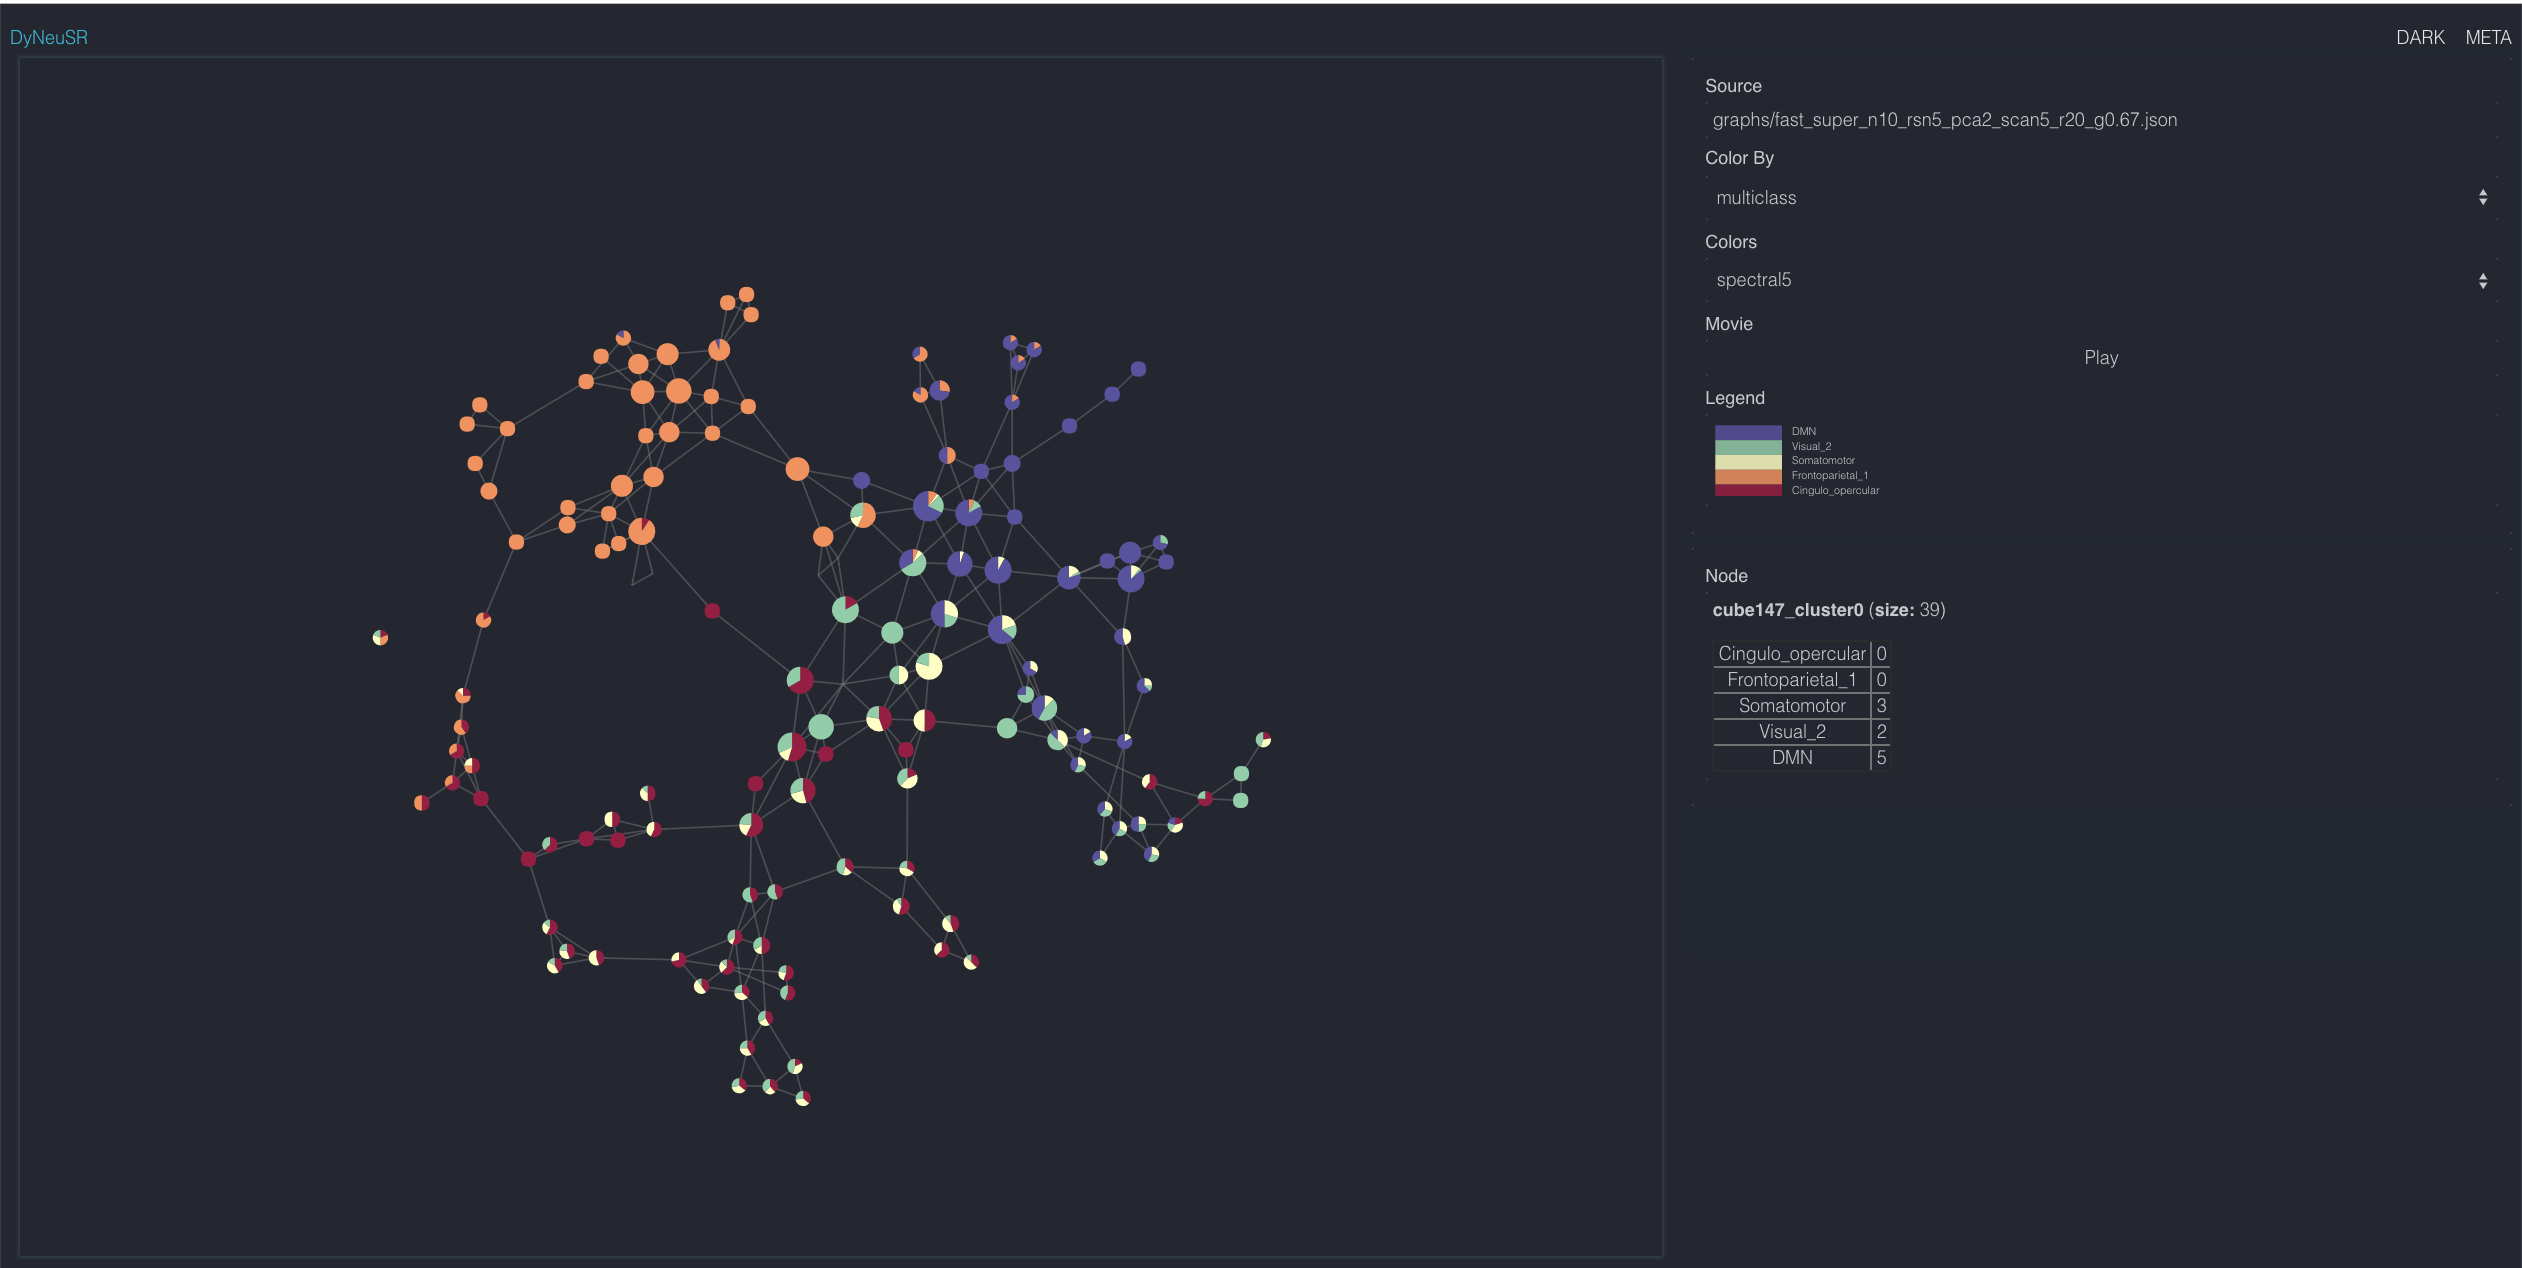 DyNeuSR
DARK META
Source
graphs/fast_super_n10_rsn5_pca2_scan5_r20_g0.67.json
Color By
multiclass
Colors
spectral5
Movie
Play
Legend
DMN
Visual_2
Somatomotor
Frontoparietal_1
Cingulo_opercular
Node
cube147_cluster0 (size: 39)
Cingulo_opercular 0
Frontoparietal_1 0
Somatomotor 3
Visual_2 2
DMN 5